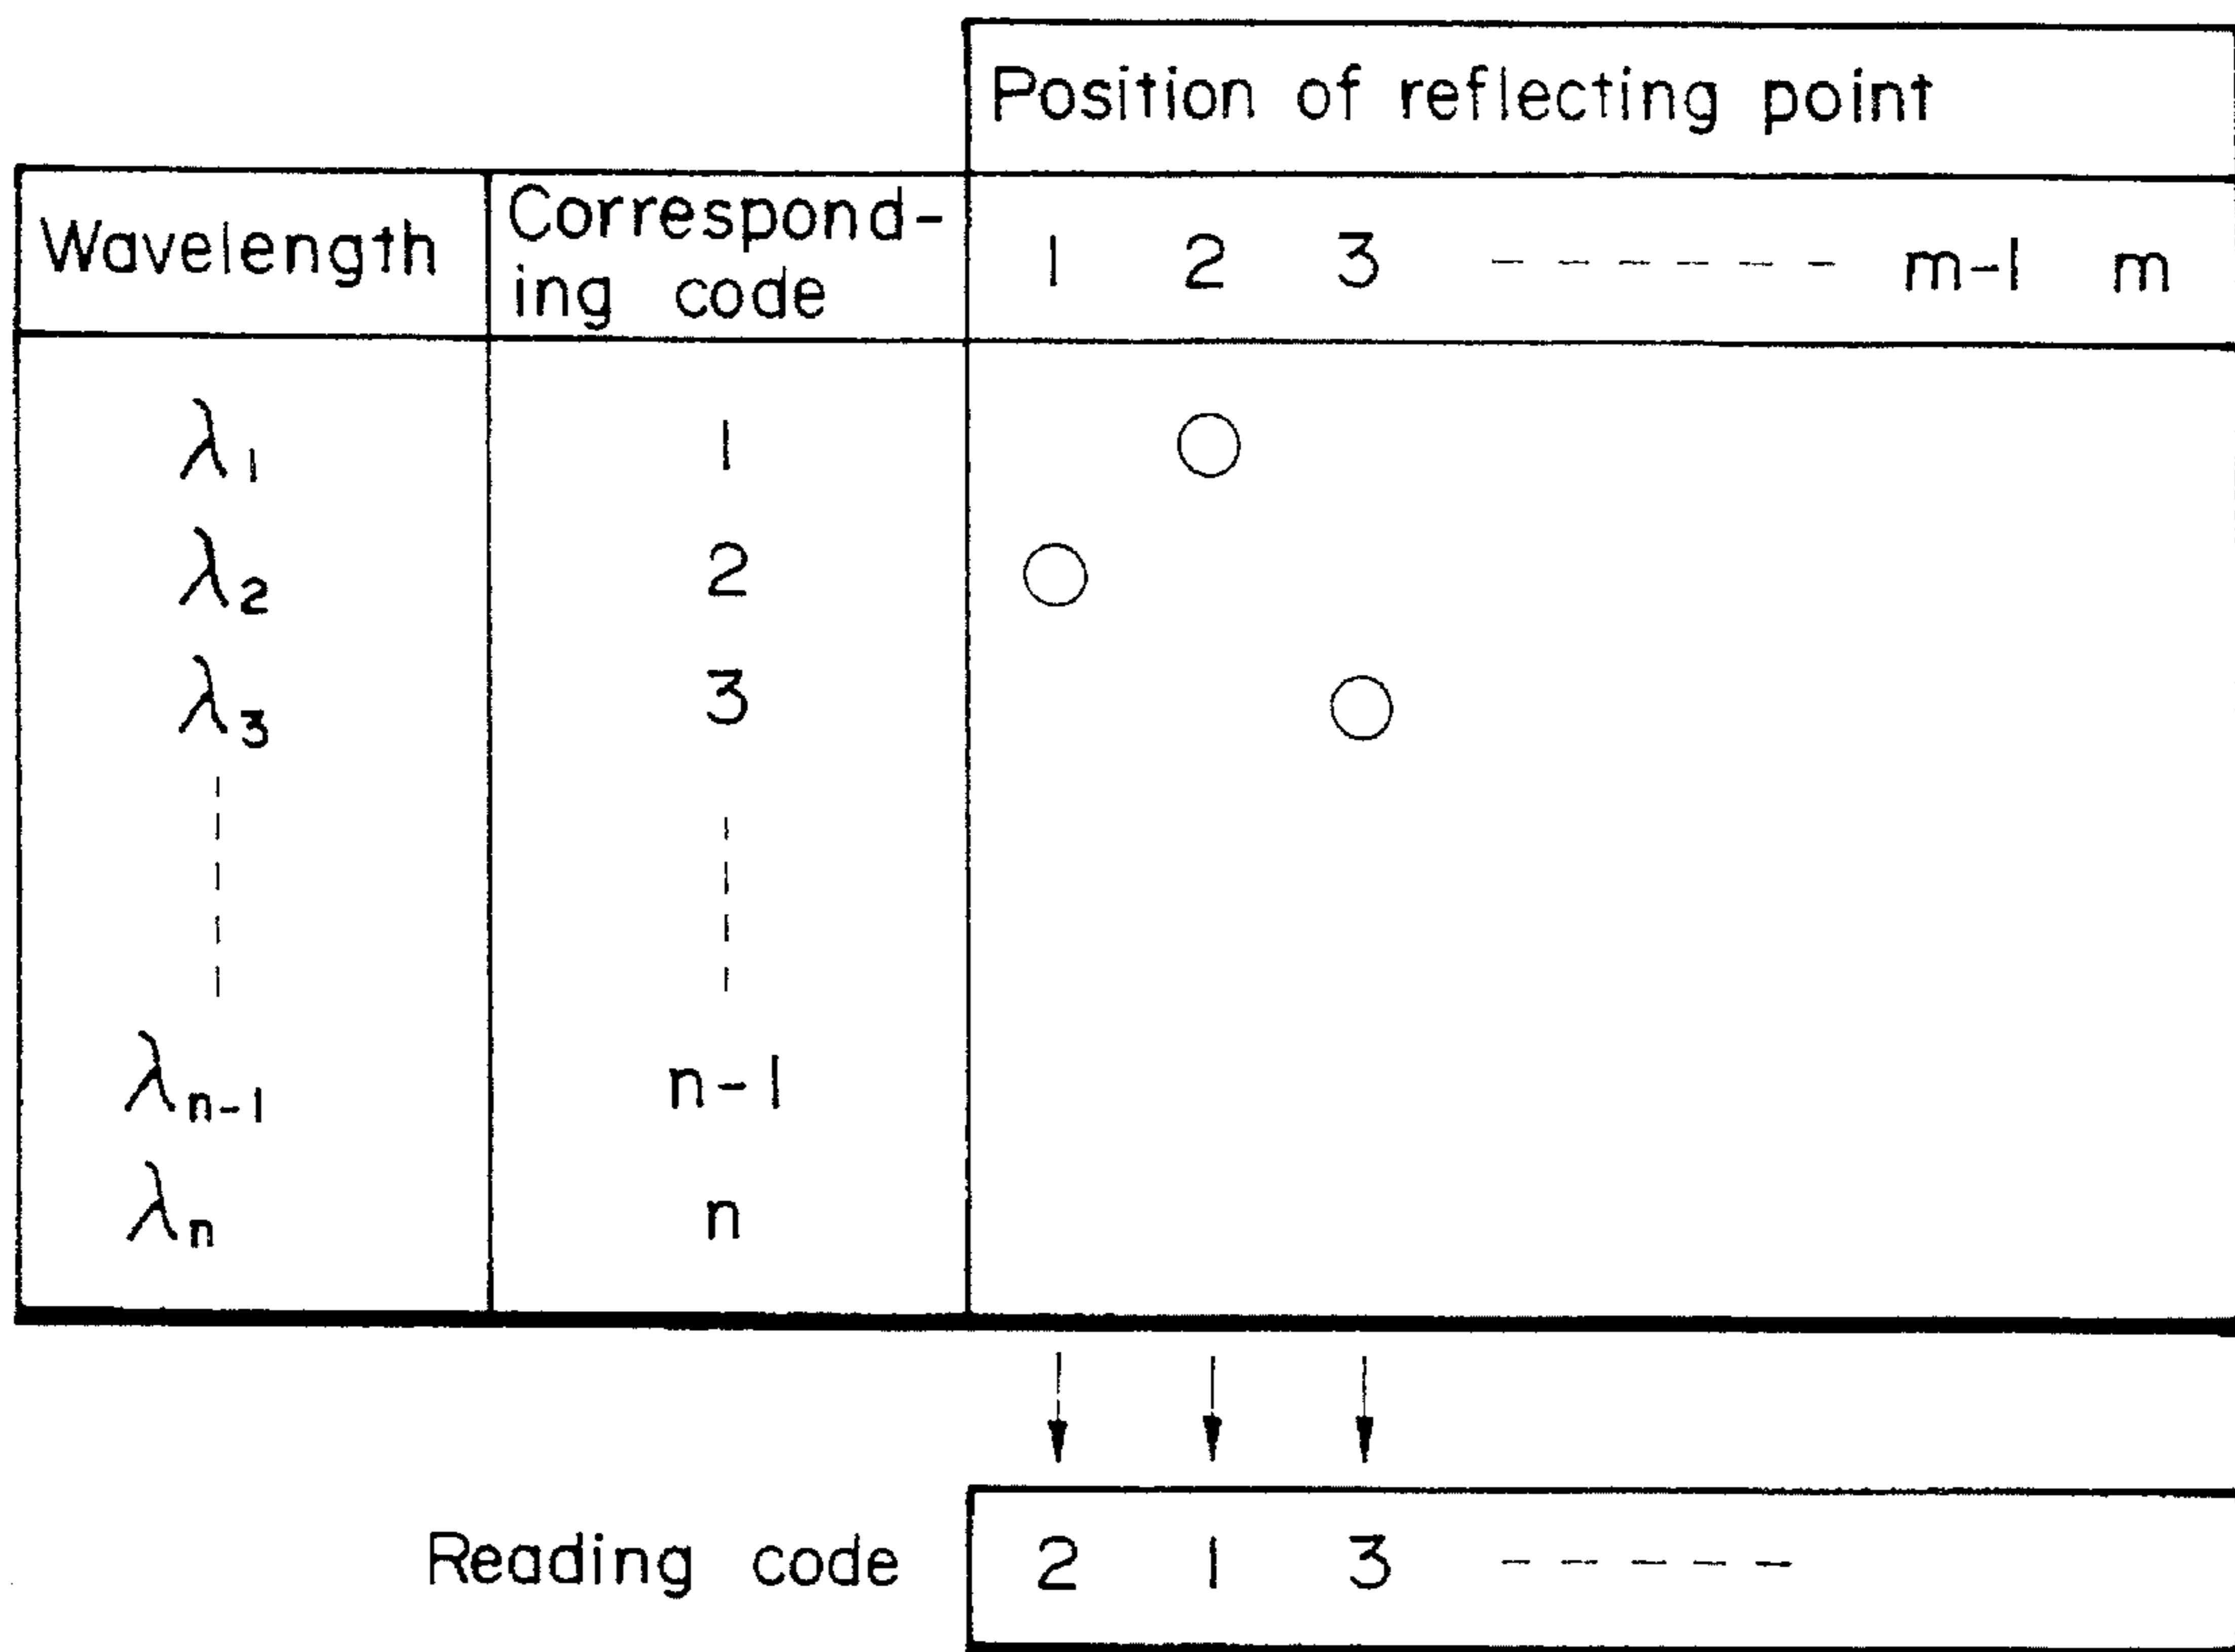 Position of reflecting point
Wavelength Correspond-
ing code 1 2 3 ------ m-1 m
λ1 1
λ2 2
λ3 3
λn-1 n-1
λn n
Reading code 2 1 3 -----